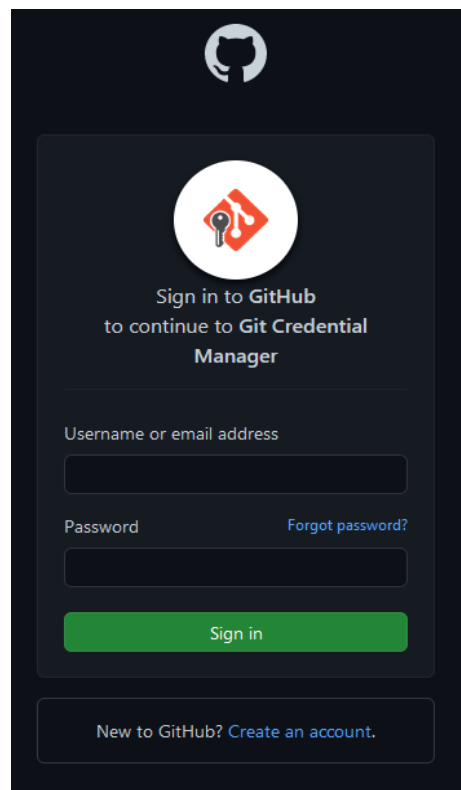 Sign in to GitHub
to continue to Git Credential
Manager
Username or email address
Password Forgot password?
Sign in
New to GitHub? Create an account.